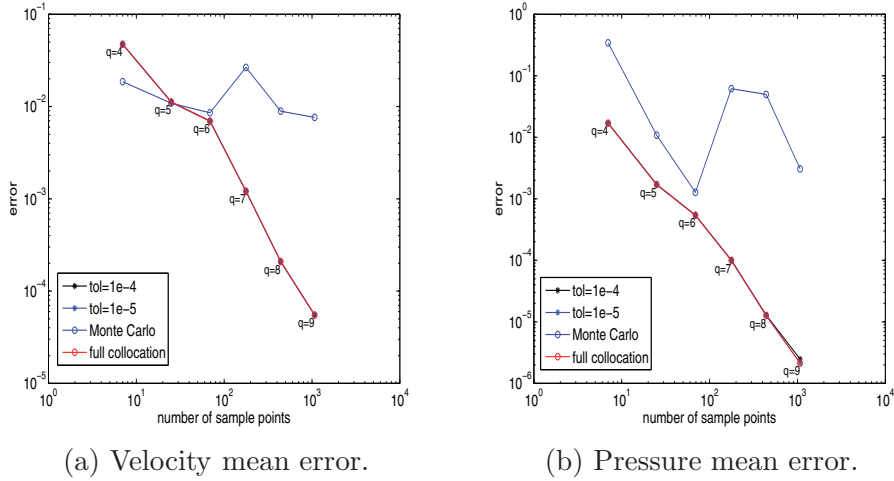 10^-1
10^-2
10^-3
10^-4
10^-5
error
q=4
q=5
q=6
q=7
q=8
q=9
tol=1e−4
tol=1e−5
Monte Carlo
full collocation
10^0 10^1 10^2 10^3 10^4
number of sample points
(a) Velocity mean error.
10^0
10^-1
10^-2
10^-3
10^-4
10^-5
10^-6
error
q=4
q=5
q=6
q=7
q=8
q=9
tol=1e−4
tol=1e−5
Monte Carlo
full collocation
10^0 10^1 10^2 10^3 10^4
number of sample points
(b) Pressure mean error.